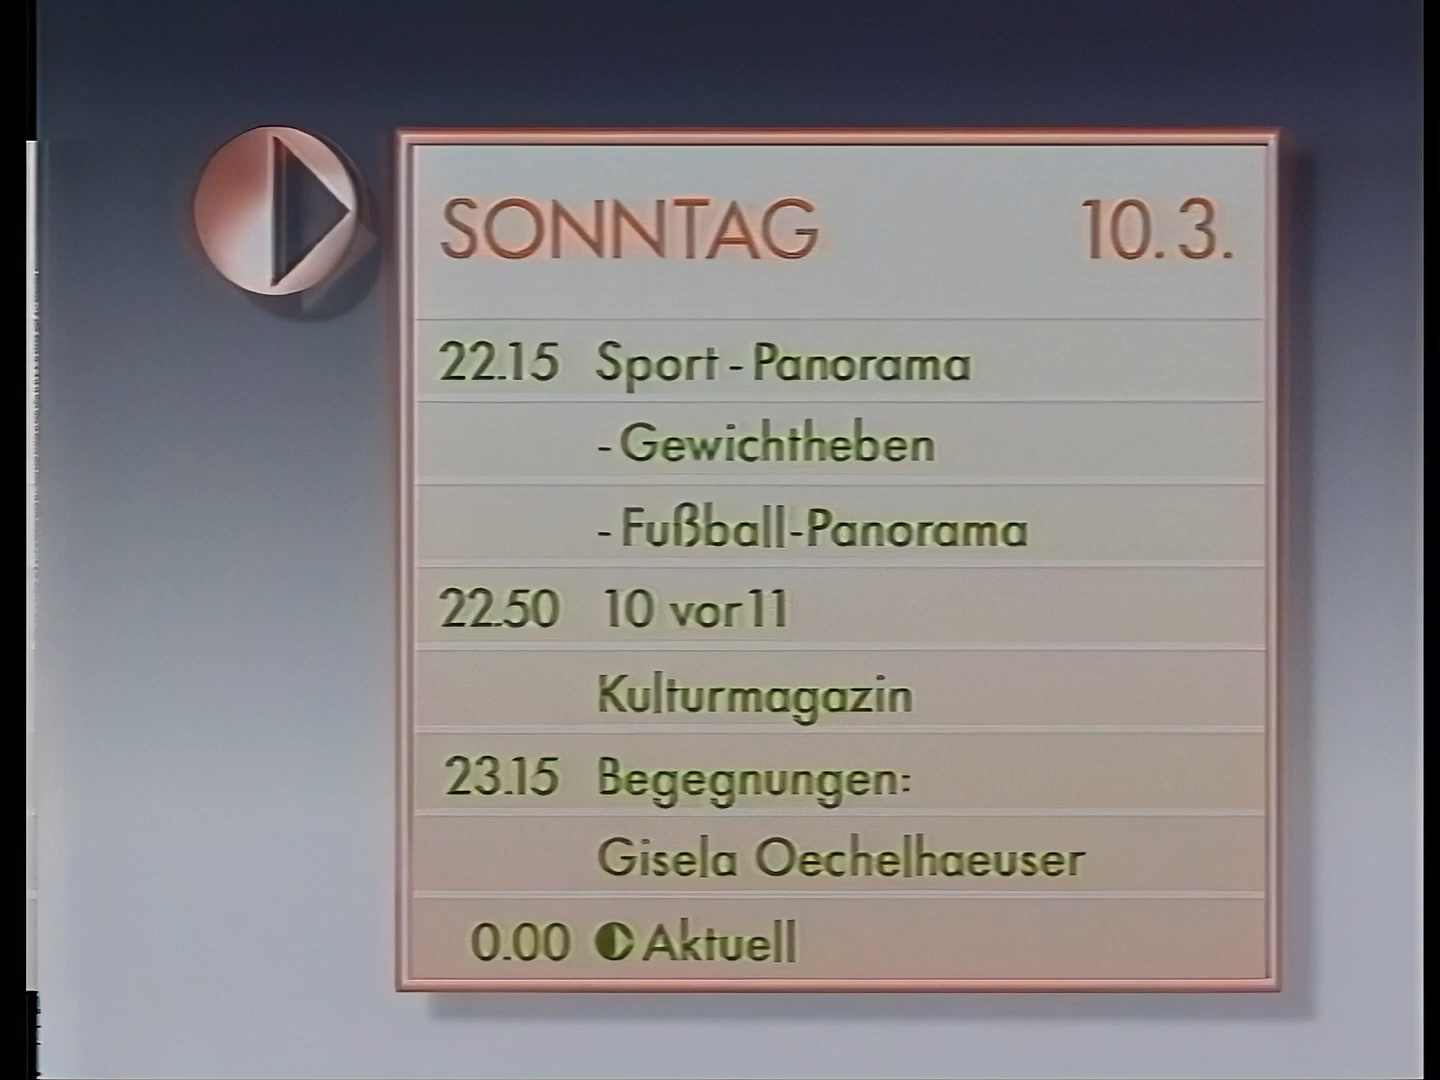 SONNTAG 10.3.
22.15 Sport - Panorama
- Gewichtheben
- Fußball-Panorama
22.50 10 vor 11
Kulturmagazin
23.15 Begegnungen:
Gisela Oechelhaeuser
0.00 Aktuell